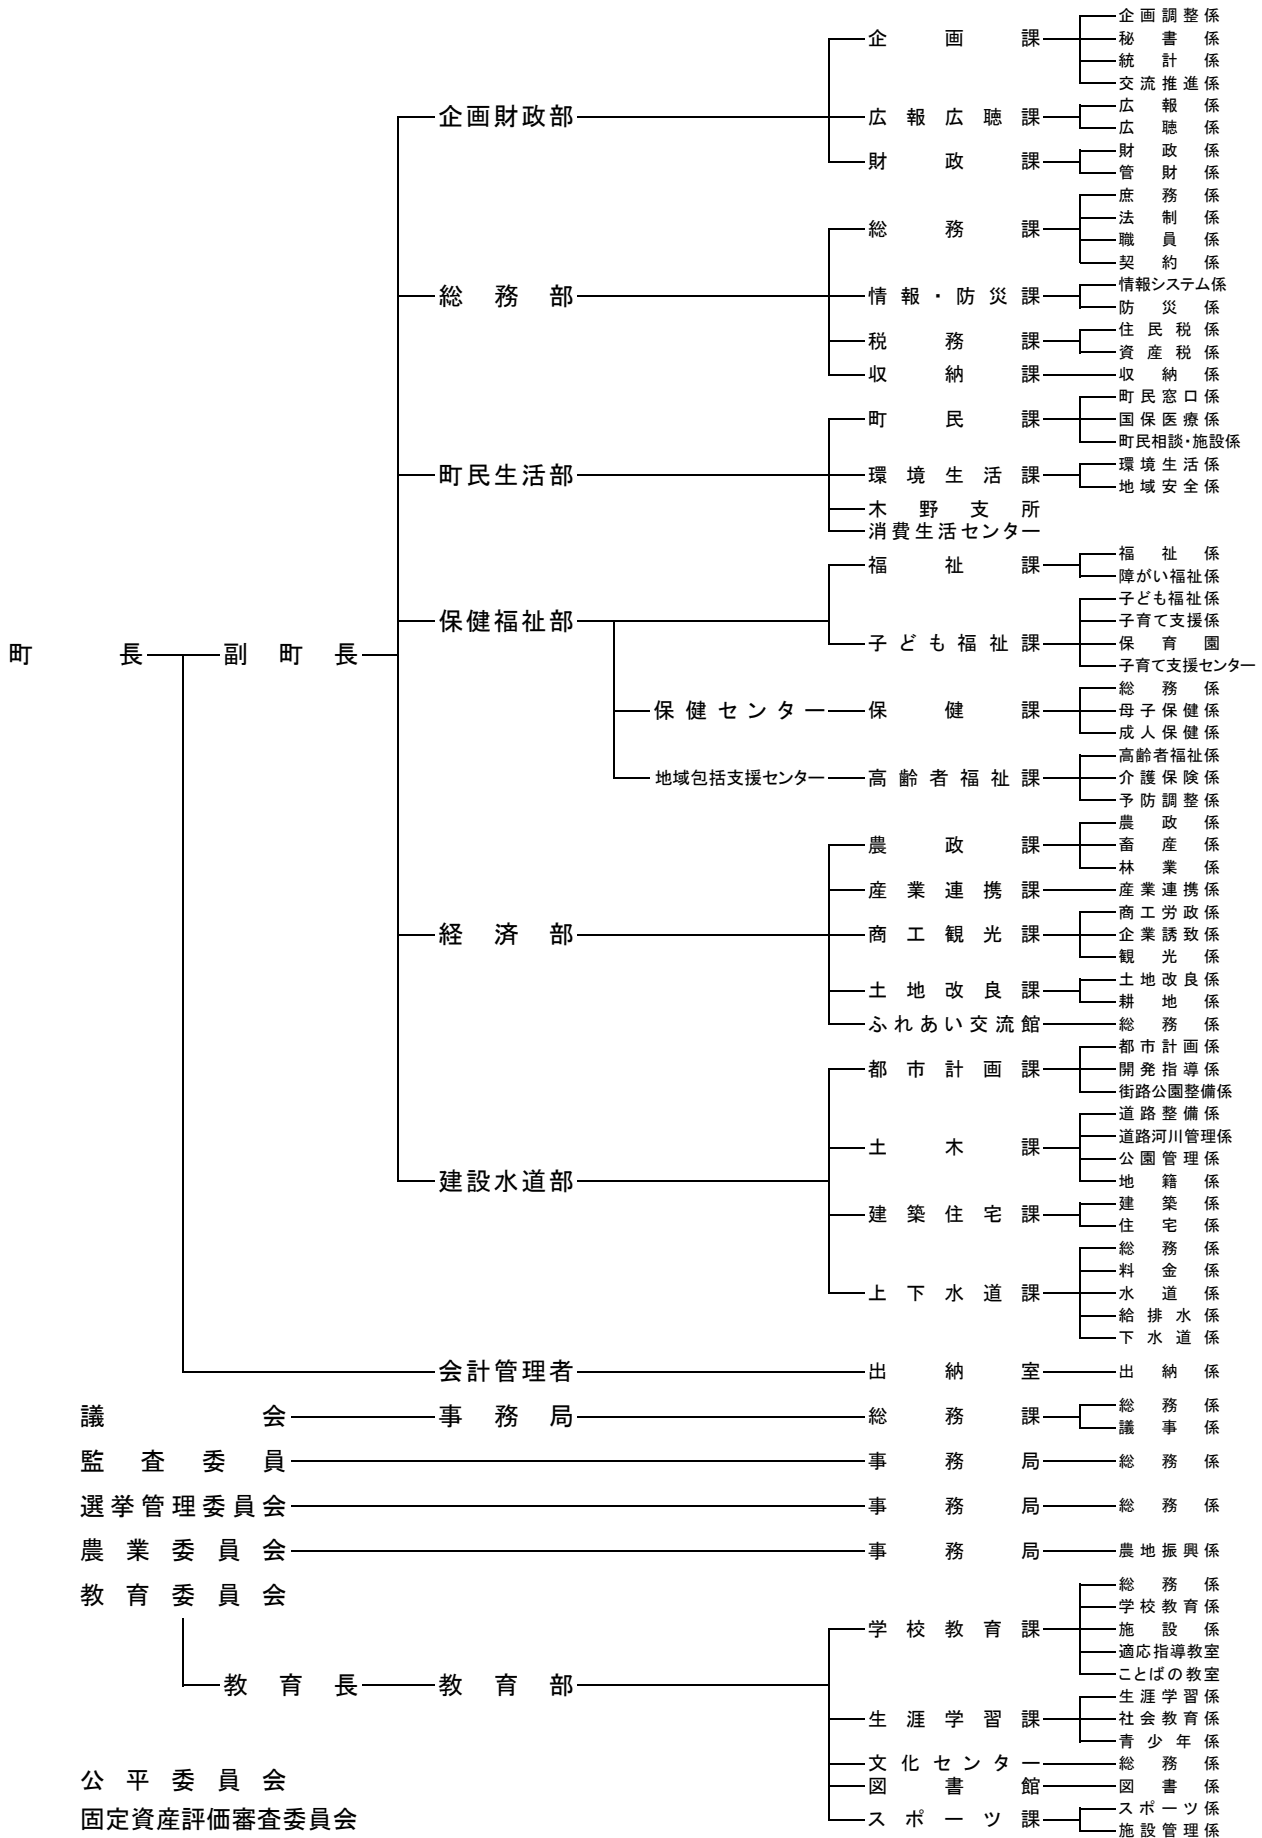 企画調整係
企画課
秘書係
統計係
交流推進係
企画財政部
広報広聴課
広報係
広聴係
財政課
財政係
管財係
総務部
総務課
庶務係
法制係
職員係
契約係
情報・防災課
情報システム係
防災係
税務課
住民税係
資産税係
収納課
収納係
町民生活部
町民課
町民窓口係
国保医療係
町民相談・施設係
環境生活課
環境生活係
地域安全係
木野支所
消費生活センター
町長
副町長
保健福祉部
福祉課
福祉係
障がい福祉係
子ども福祉課
子ども福祉係
子育て支援係
保育園
子育て支援センター
保健センター
保健課
総務係
母子保健係
成人保健係
地域包括支援センター
高齢者福祉課
高齢者福祉係
介護保険係
予防調整係
経済部
農政課
農政係
畜産係
林業係
産業連携課
産業連携係
商工観光課
商工労政係
企業誘致係
観光係
土地改良課
土地改良係
耕地係
ふれあい交流館
総務係
建設水道部
都市計画課
都市計画係
開発指導係
街路公園整備係
土木課
道路整備係
道路河川管理係
公園管理係
地籍係
建築住宅課
建築係
住宅係
上下水道課
総務係
料金係
水道係
給排水係
下水道係
会計管理者
出納室
出納係
議会
事務局
総務課
総務係
議事係
監査委員
事務局
総務係
選挙管理委員会
事務局
総務係
農業委員会
事務局
農地振興係
教育委員会
教育長
教育部
学校教育課
総務係
学校教育係
施設係
適応指導教室
ことばの教室
生涯学習課
生涯学習係
社会教育係
青少年係
文化センター
総務係
図書館
図書係
スポーツ課
スポーツ係
施設管理係
公平委員会
固定資産評価審査委員会